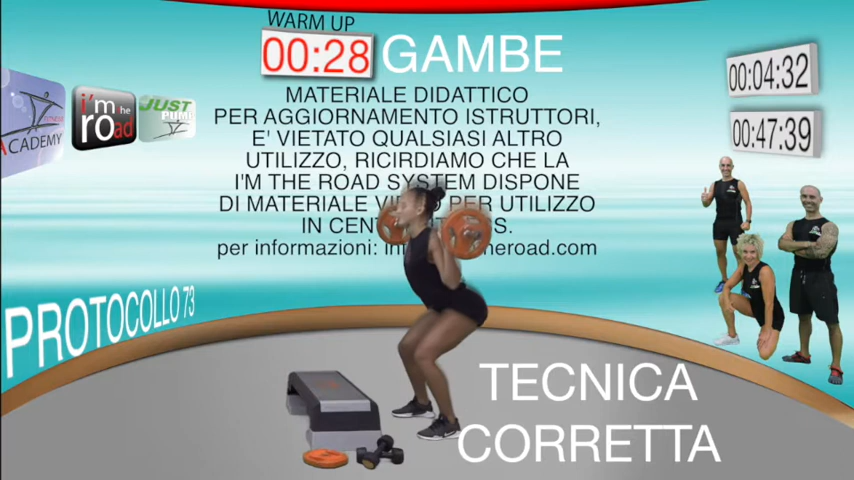 WARM UP
00:28 GAMBE
MATERIALE DIDATTICO
PER AGGIORNAMENTO ISTRUTTORI,
E' VIETATO QUALSIASI ALTRO
UTILIZZO, RICIRDIAMO CHE LA
I'M THE ROAD SYSTEM DISPONE
DI MATERIALE PER UTILIZZO
IN
per informazioni:
00:04:32
00:47:39
FITNESS
ACADEMY
i'm the
road
JUST
PUMP
PROTOCOLLO 73
TECNICA
CORRETTA